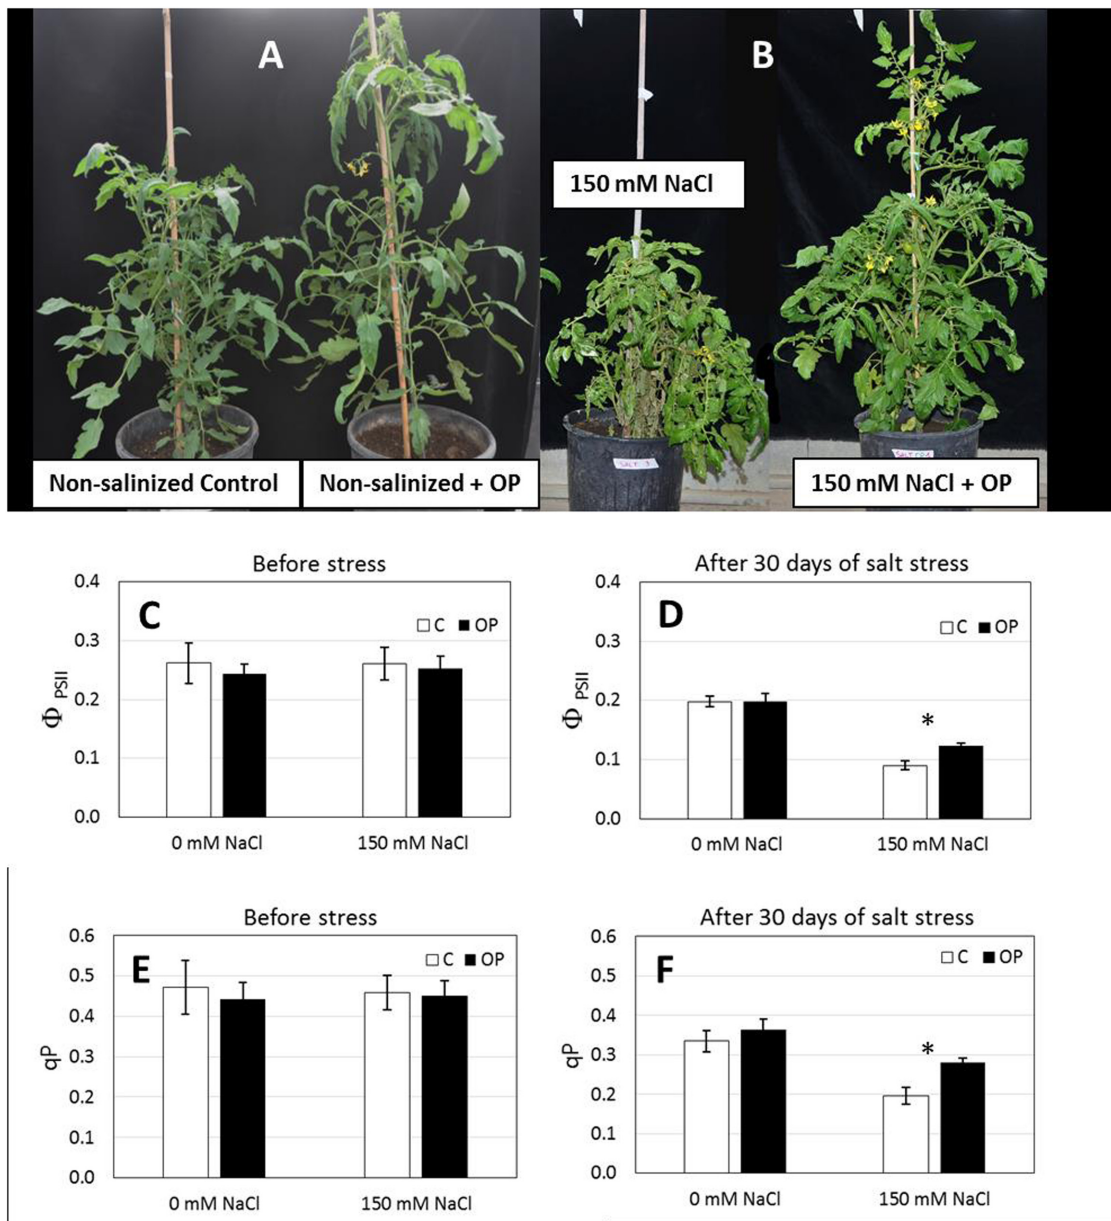 A
B
150 mM NaCl
SALT 1
Non-salinized Control
Non-salinized + OP
150 mM NaCl + OP
Before stress
C
C OP
Φ PSII
0.4
0.3
0.2
0.1
0.0
0 mM NaCl
150 mM NaCl
After 30 days of salt stress
D
C OP
Φ PSII
0.4
0.3
0.2
0.1
0.0
*
0 mM NaCl
150 mM NaCl
Before stress
E
C OP
qP
0.6
0.5
0.4
0.3
0.2
0.1
0.0
0 mM NaCl
150 mM NaCl
After 30 days of salt stress
F
C OP
qP
0.6
0.5
0.4
0.3
0.2
0.1
0.0
*
0 mM NaCl
150 mM NaCl